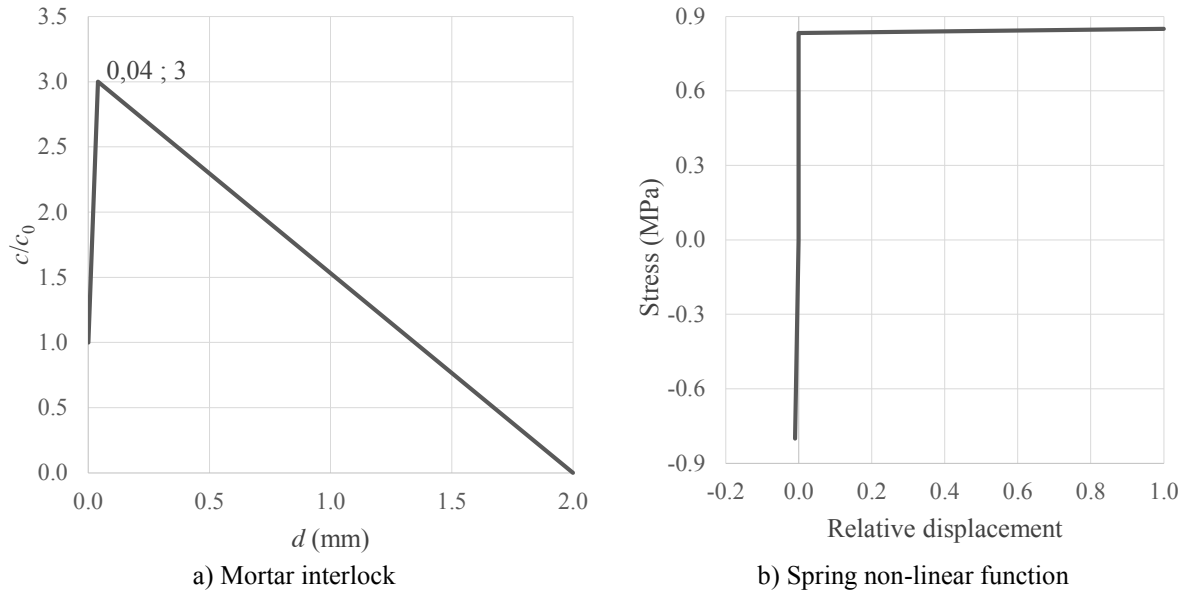 3.5
3.0
2.5
2.0
1.5
1.0
0.5
0.0
c/c0
0,04 ; 3
0.0 0.5 1.0 1.5 2.0
d (mm)
a) Mortar interlock
0.9
0.6
0.3
0.0
-0.3
-0.6
-0.9
Stress (MPa)
-0.2 0.0 0.2 0.4 0.6 0.8 1.0
Relative displacement
b) Spring non-linear function